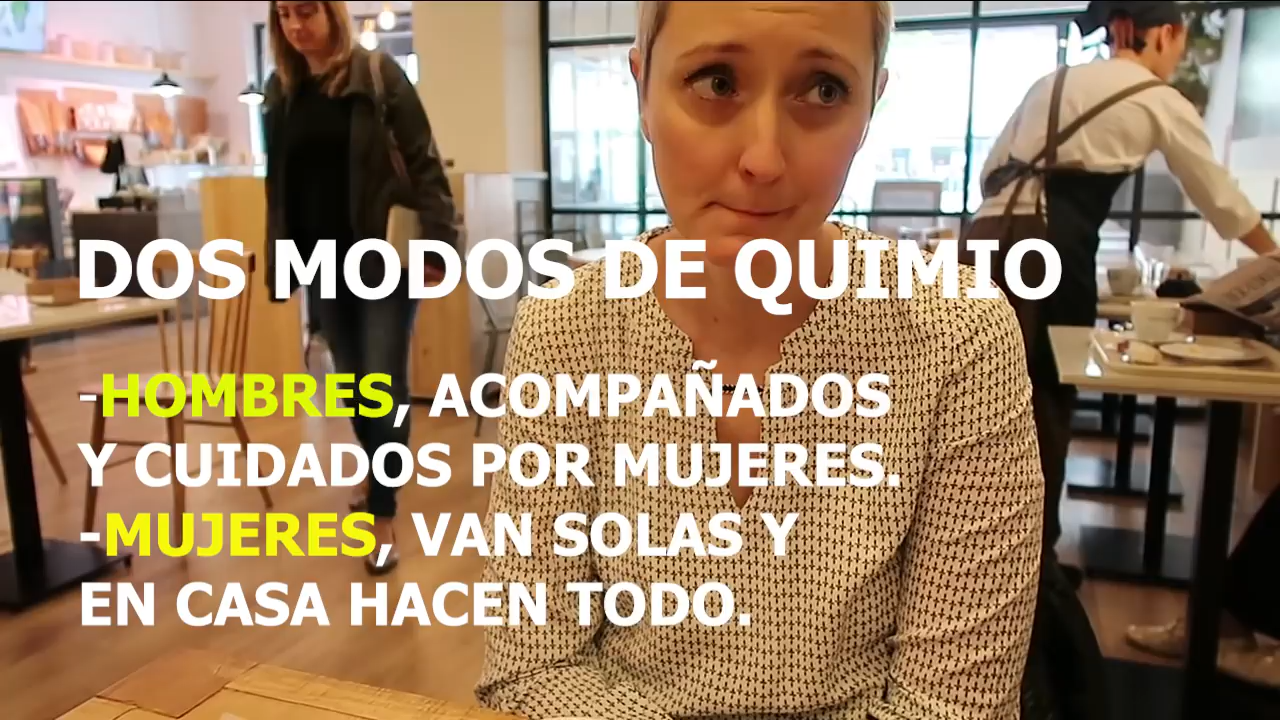 DOS MODOS DE QUIMIO
-HOMBRES, ACOMPAÑADOS
Y CUIDADOS POR MUJERES.
-MUJERES, VAN SOLAS Y
EN CASA HACEN TODO.